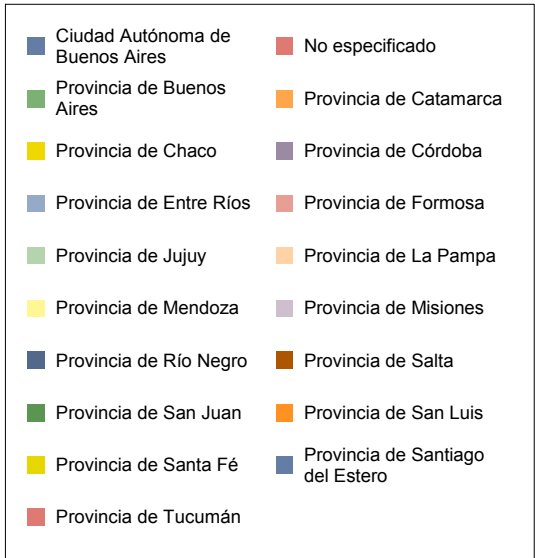 Ciudad Autónoma de
Buenos Aires
No especificado
Provincia de Buenos
Aires
Provincia de Catamarca
Provincia de Chaco
Provincia de Córdoba
Provincia de Entre Ríos
Provincia de Formosa
Provincia de Jujuy
Provincia de La Pampa
Provincia de Mendoza
Provincia de Misiones
Provincia de Río Negro
Provincia de Salta
Provincia de San Juan
Provincia de San Luis
Provincia de Santa Fé
Provincia de Santiago
del Estero
Provincia de Tucumán